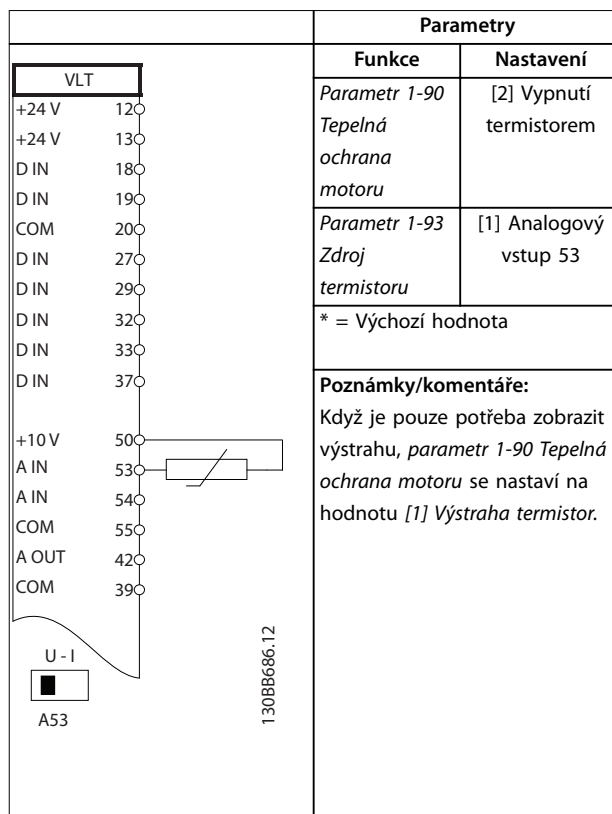 VLT
+24 V 12
+24 V 13
D IN 18
D IN 19
COM 20
D IN 27
D IN 29
D IN 32
D IN 33
D IN 37
+10 V 50
A IN 53
A IN 54
COM 55
A OUT 42
COM 39
U - I
A53
130BB686.12
Parametry
Funkce Nastavení
Parametr 1-90 [2] Vypnutí
Tepelná termistorem
ochrana
motoru
Parametr 1-93 [1] Analogový
Zdroj vstup 53
termistoru
* = Výchozí hodnota
Poznámky/komentáře:
Když je pouze potřeba zobrazit
výstrahu, parametr 1-90 Tepelná
ochrana motoru se nastaví na
hodnotu [1] Výstraha termistor.